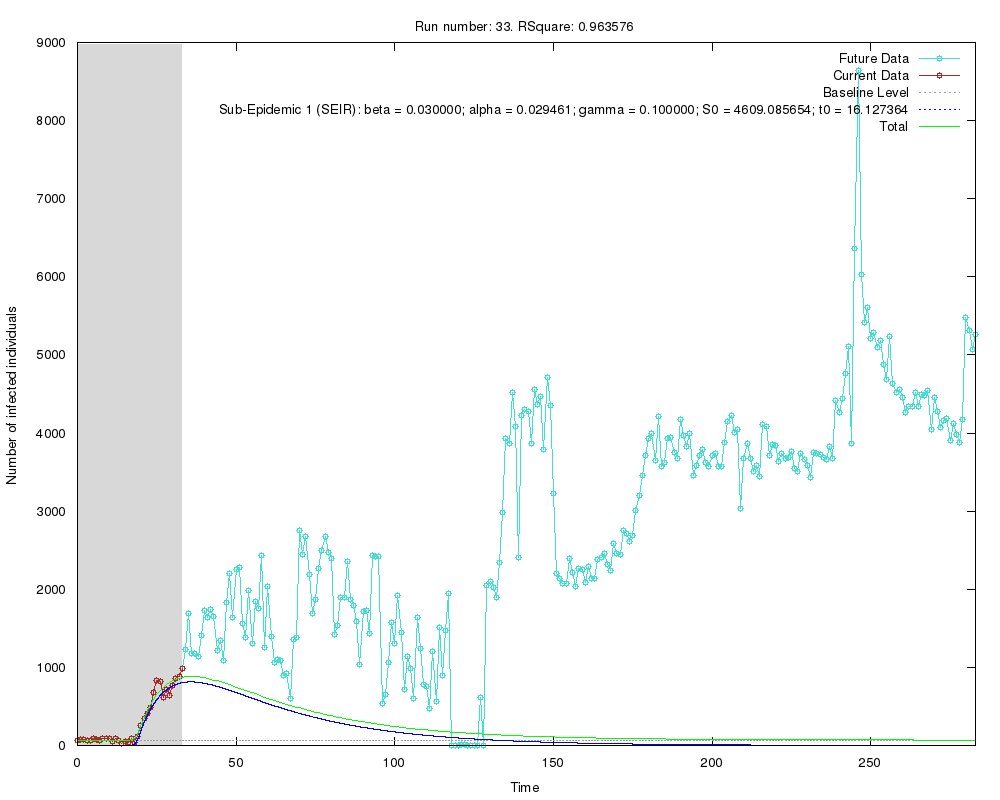 Run number: 33. RSquare: 0.963576
9000
8000
7000
6000
5000
4000
3000
2000
1000
0
Number of infected individuals
Future Data
Current Data
Baseline Level
Sub-Epidemic 1 (SEIR): beta = 0.030000; alpha = 0.029461; gamma = 0.100000; S0 = 4609.085654; t0 = 16.127364
Total
0 50 100 150 200 250
Time